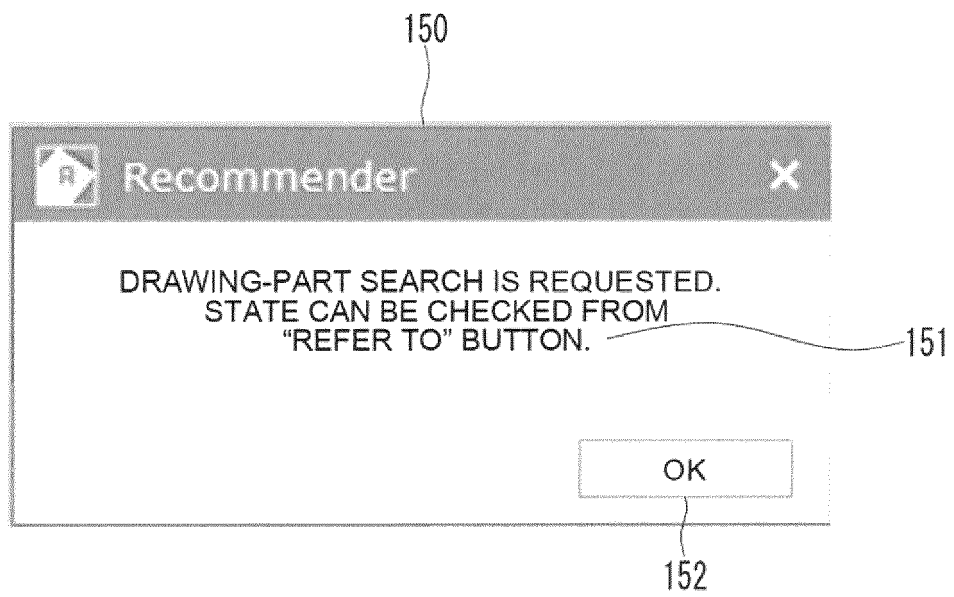 150
Recommender
DRAWING-PART SEARCH IS REQUESTED.
STATE CAN BE CHECKED FROM
“REFER TO” BUTTON.
151
OK
152